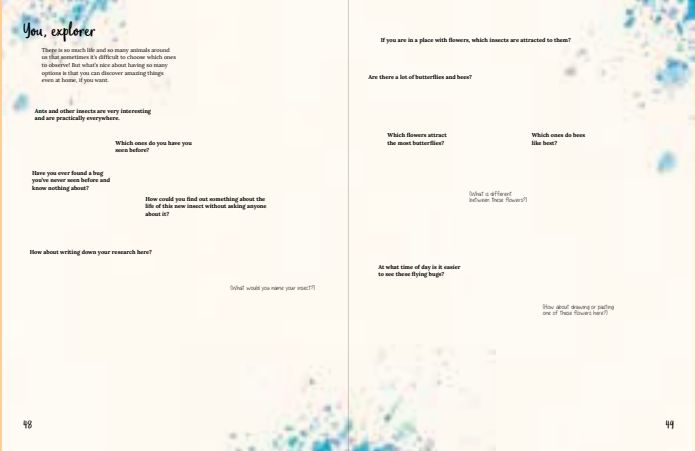 You, explorer
There is so much life and so many animals around
us that sometimes it's difficult to choose which ones
to observe! But what's nice about having so many
options is that you can discover amazing things
even at home, if you want.
Ants and other insects are very interesting
and are practically everywhere.
Which ones do you have you
seen before?
Have you ever found a bug
you've never seen before and
know nothing about?
How could you find out something about the
life of this new insect without asking anyone
about it?
How about writing down your research here?
(What would you name your insect?)
48
If you are in a place with flowers, which insects are attracted to them?
Are there a lot of butterflies and bees?
Which flowers attract
the most butterflies?
Which ones do bees
like best?
(What is different
between these flowers?)
At what time of day is it easier
to see these flying bugs?
(How about drawing or pasting
one of these flowers here?)
49